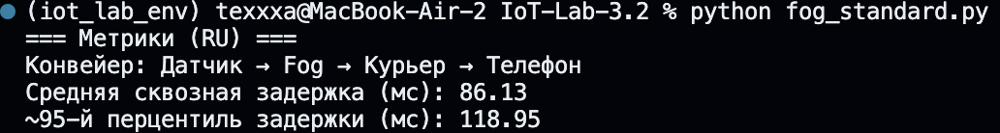 (iot_lab_env) texxxa@MacBook-Air-2 IoT-Lab-3.2 % python fog_standard.py
=== Метрики (RU) ===
Конвейер: Датчик → Fog → Курьер → Телефон
Средняя сквозная задержка (мс): 86.13
~95-й перцентиль задержки (мс): 118.95